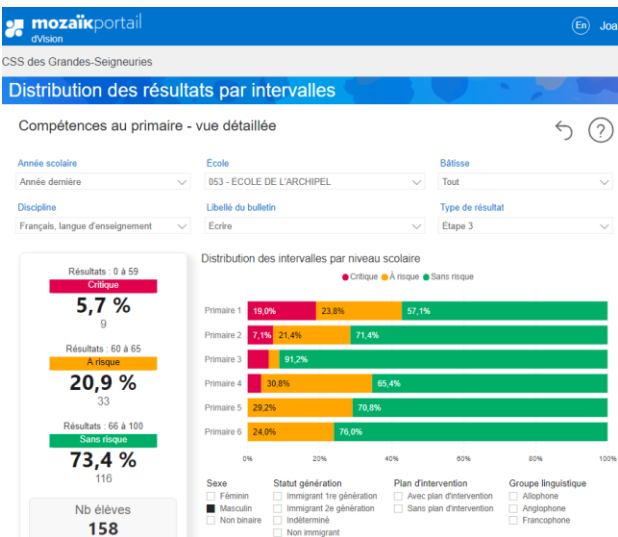 mozaïkportail
dVision
En Joa
CSS des Grandes-Seigneuries
Distribution des résultats par intervalles
Compétences au primaire - vue détaillée
?
Année scolaire École Bâtisse
Année dernière 053 - ÉCOLE DE L'ARCHIPEL Tout
Discipline Libellé du bulletin Type de résultat
Français, langue d'enseignement Écrire Étape 3
Résultats : 0 à 59
Critique
5,7 %
9
Résultats : 60 à 65
À risque
20,9 %
33
Résultats : 66 à 100
Sans risque
73,4 %
116
Nb élèves
158
Distribution des intervalles par niveau scolaire
Critique À risque Sans risque
Primaire 1 19,0% 23,8% 57,1%
Primaire 2 7,1% 21,4% 71,4%
Primaire 3 91,2%
Primaire 4 30,8% 65,4%
Primaire 5 29,2% 70,8%
Primaire 6 24,0% 76,0%
0% 20% 40% 60% 80% 100%
Sexe Statut génération Plan d'intervention Groupe linguistique
Féminin Immigrant 1re génération Avec plan d'intervention Allophone
Masculin Immigrant 2e génération Sans plan d'intervention Anglophone
Non binaire Indéterminé Francophone
Non immigrant